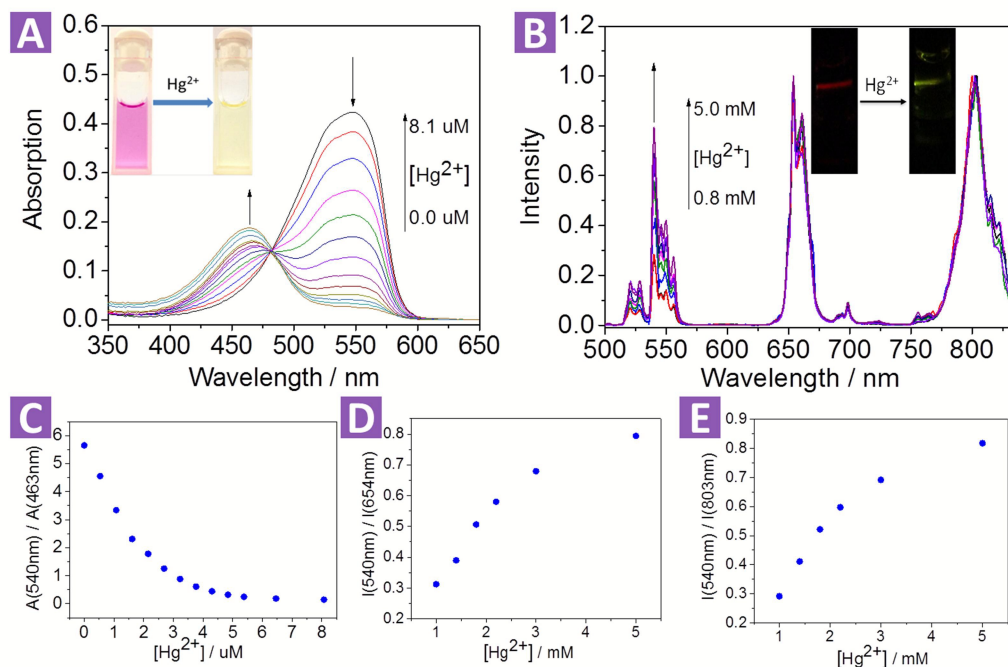 A
0.6
0.5
0.4
0.3
0.2
0.1
0.0
Absorption
350 400 450 500 550 600 650
Wavelength / nm
Hg²⁺
8.1 uM
[Hg²⁺]
0.0 uM
B
1.2
1.0
0.8
0.6
0.4
0.2
0.0
Intensity
500 550 600 650 700 750 800
Wavelength / nm
5.0 mM
[Hg²⁺]
0.8 mM
Hg²⁺
C
6
5
4
3
2
1
0
A(540nm) / A(463nm)
0 1 2 3 4 5 6 7 8
[Hg²⁺] / uM
D
0.8
0.7
0.6
0.5
0.4
0.3
0.2
I(540nm) / I(654nm)
1 2 3 4 5
[Hg²⁺] / mM
E
0.9
0.8
0.7
0.6
0.5
0.4
0.3
0.2
I(540nm) / I(803nm)
1 2 3 4 5
[Hg²⁺] / mM